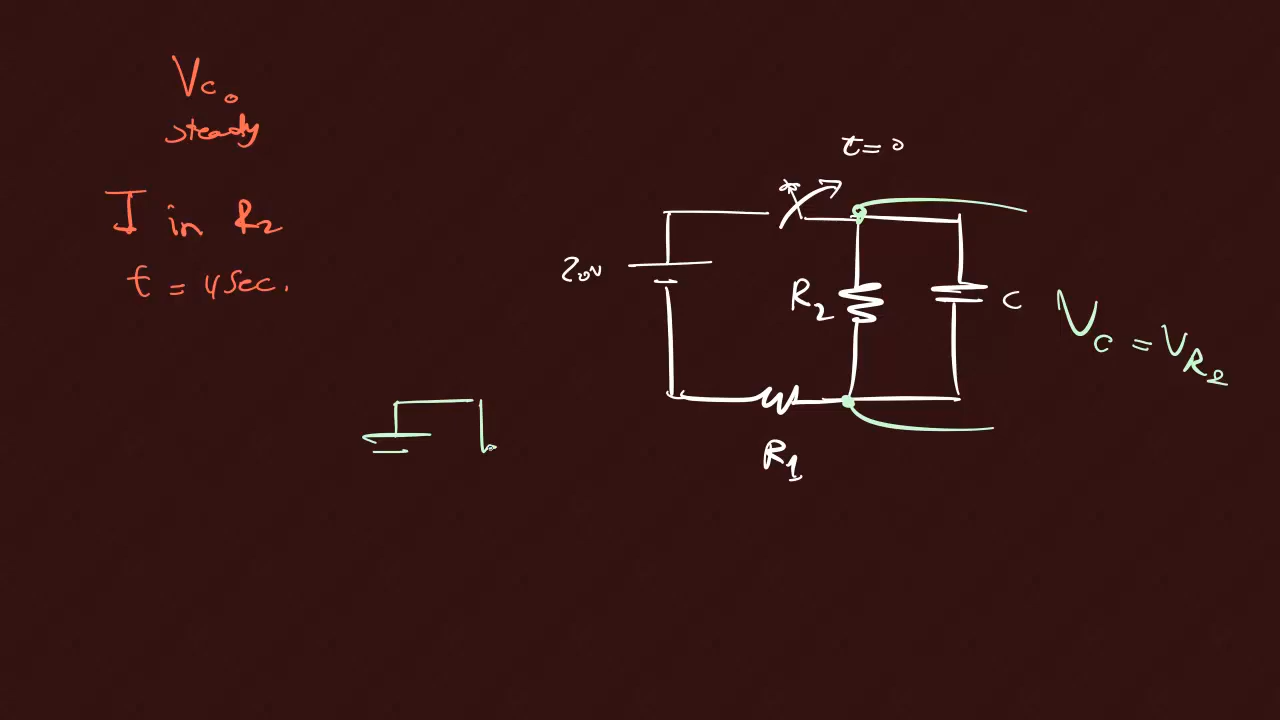 Vc₀
steady
I in R₂
t = 4 sec.
t = 0
20V
R₂
C
Vc = VR₂
R₁